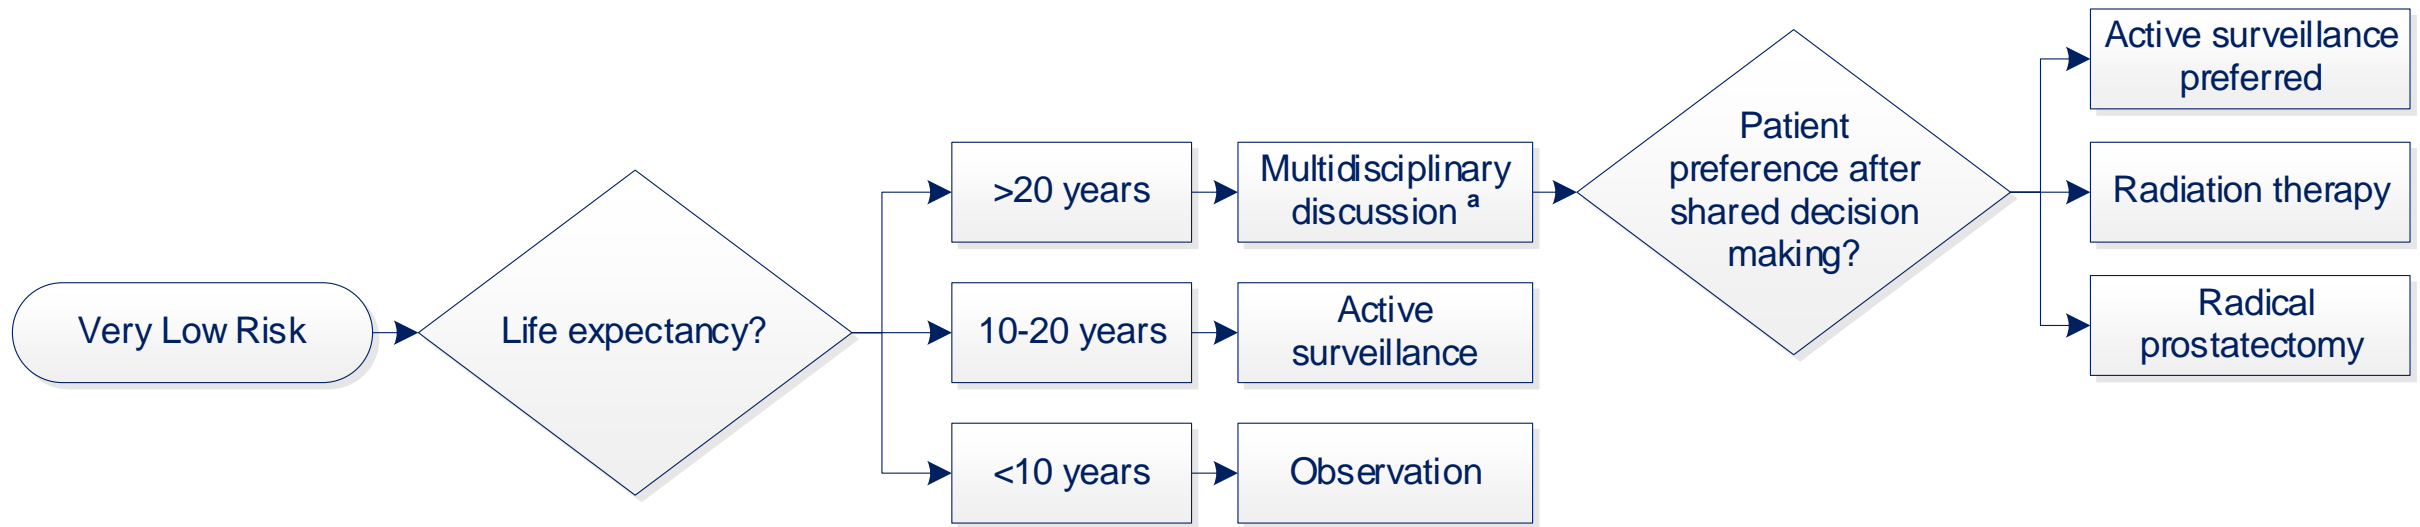 Very Low Risk
Life expectancy?
>20 years
Multidisciplinary
discussion a
10-20 years
Active
surveillance
<10 years
Observation
Patient
preference after
shared decision
making?
Active surveillance
preferred
Radiation therapy
Radical
prostatectomy